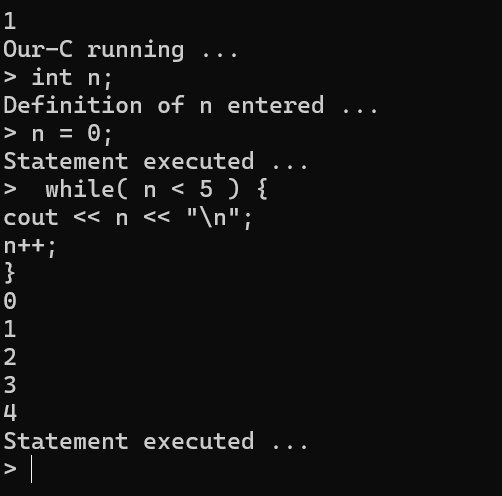 1
Our-C running ...
> int n;
Definition of n entered ...
> n = 0;
Statement executed ...
>  while( n < 5 ) {
cout << n << "\n";
n++;
}
0
1
2
3
4
Statement executed ...
>